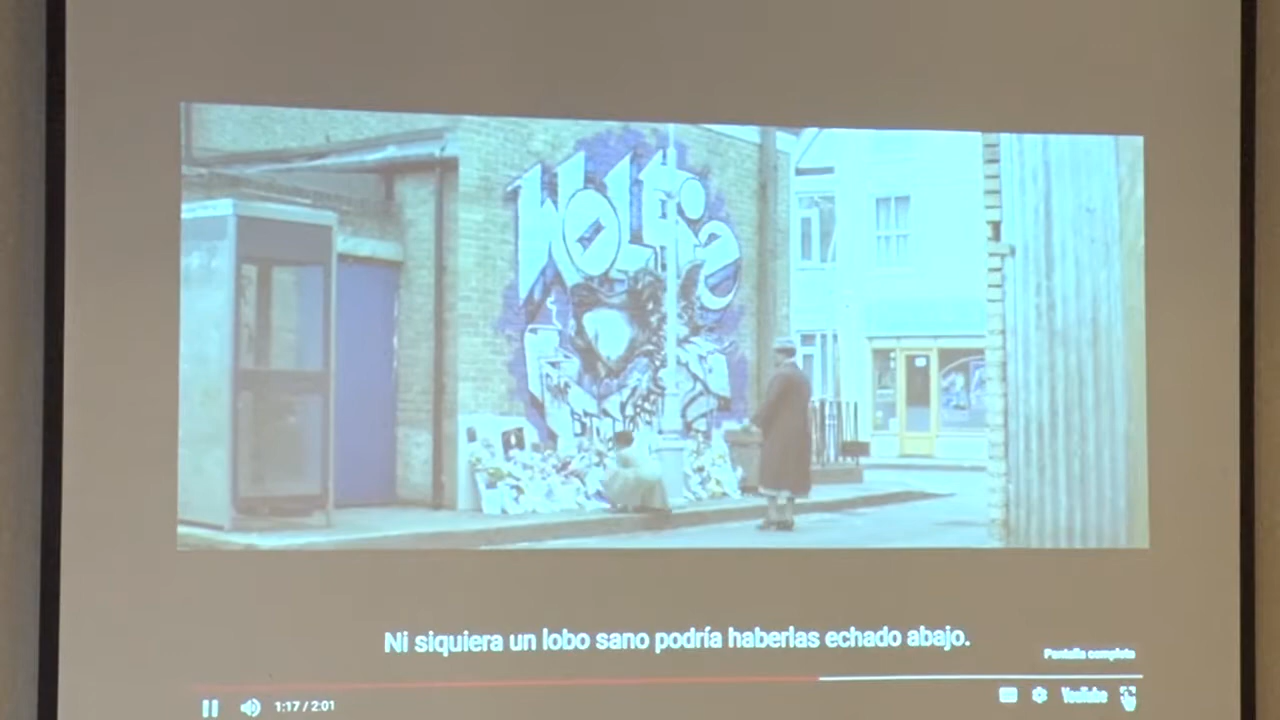 WOLFIE
Ni siquiera un lobo sano podría haberlas echado abajo.
Pantalla completa
1:17 / 2:01
YouTube